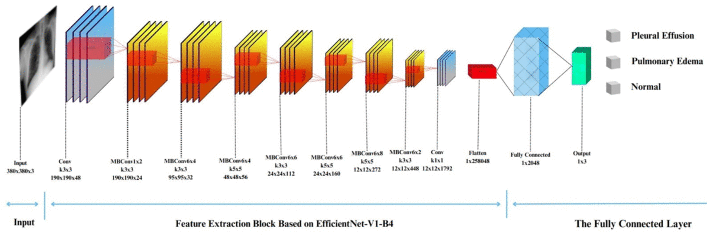 Pleural Effusion
Pulmonary Edema
Normal
Input
380x380x3
Conv
k3x3
190x190x48
MBConv1x2
k3x3
190x190x24
MBConv6x4
k3x3
95x95x32
MBConv6x4
k5x5
48x48x56
MBConv6x6
k3x3
24x24x112
MBConv6x6
k5x5
24x24x160
MBConv6x8
k5x5
12x12x272
MBConv6x2
k3x3
12x12x448
Conv
k1x1
12x12x1792
Flatten
1x258048
Fully Connected
1x2048
Output
1x3
Input
Feature Extraction Block Based on EfficientNet-V1-B4
The Fully Connected Layer